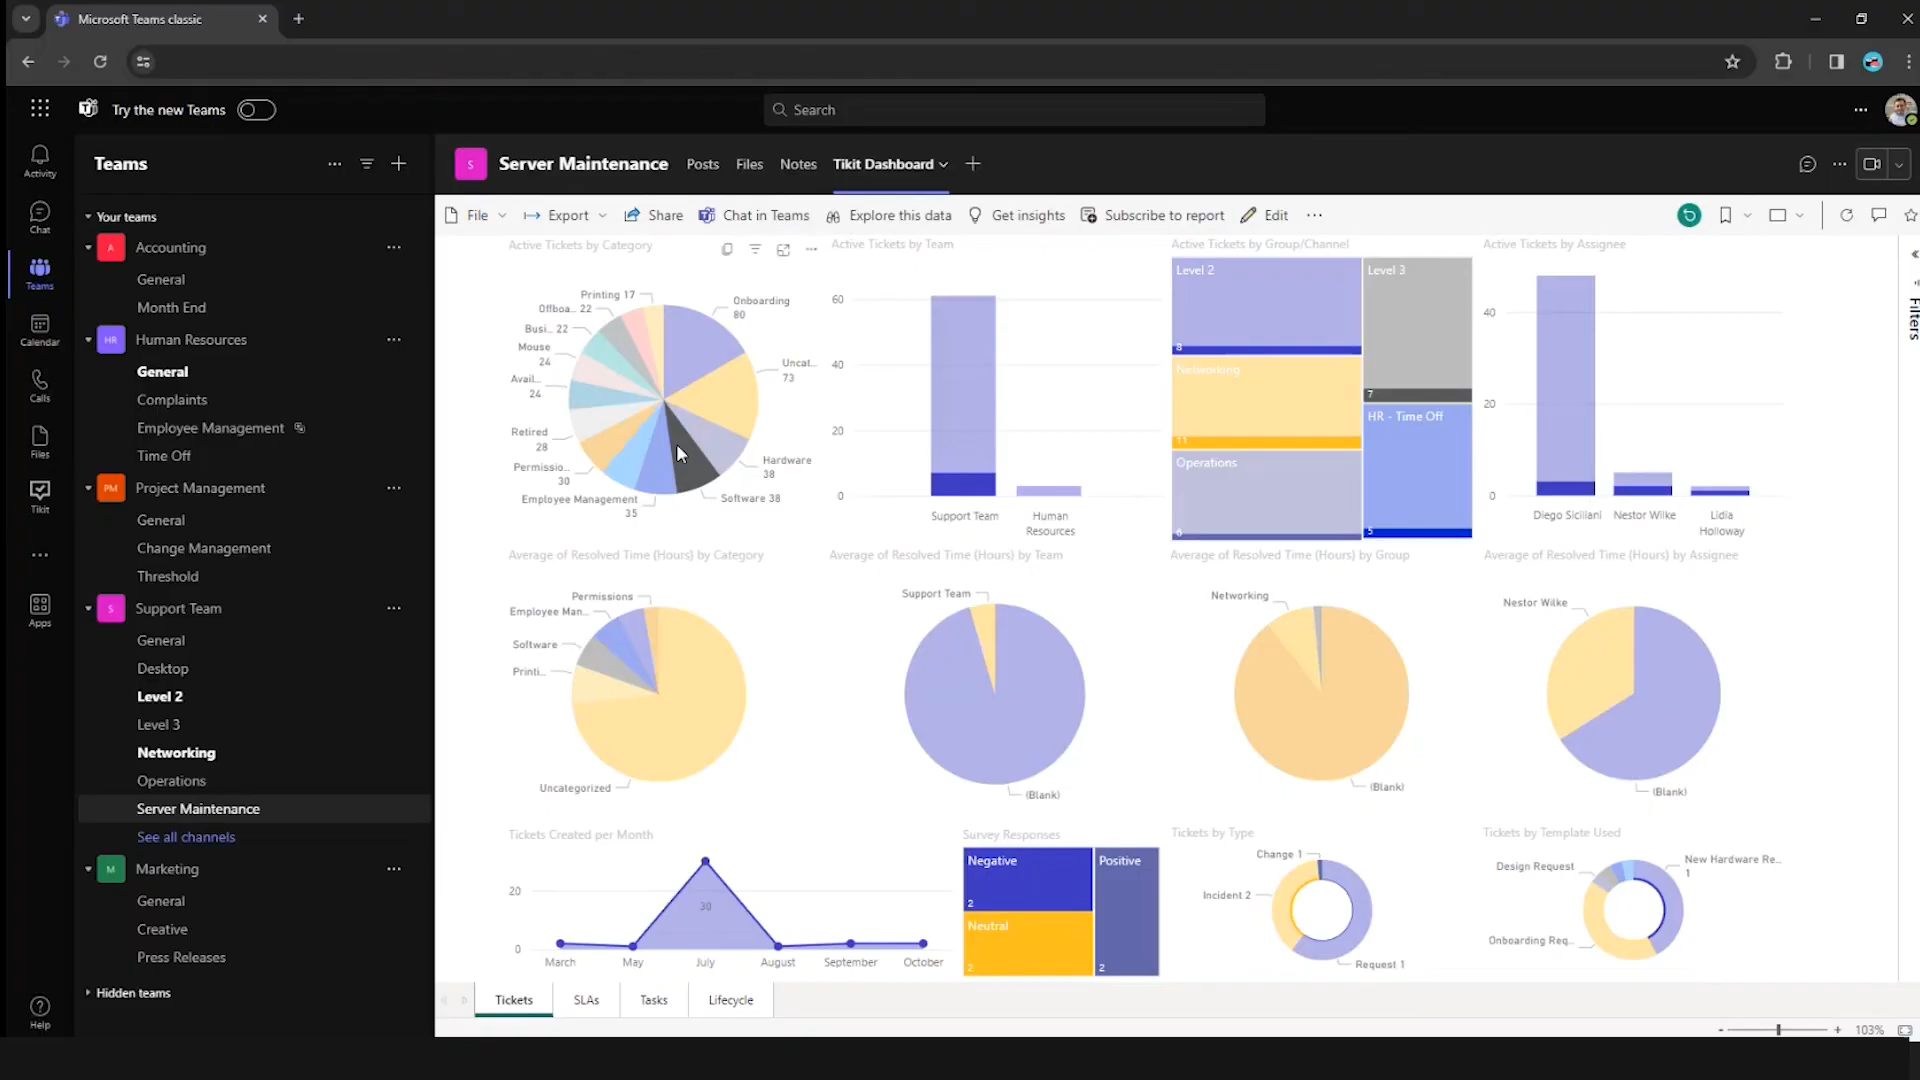 Microsoft Teams classic
Try the new Teams
Search
Activity
Chat
Teams
Calendar
Calls
Files
Tikit
Apps
Help
Teams
Your teams
A Accounting
General
Month End
HR Human Resources
General
Complaints
Employee Management
Time Off
PM Project Management
General
Change Management
Threshold
S Support Team
General
Desktop
Level 2
Level 3
Networking
Operations
Server Maintenance
See all channels
M Marketing
General
Creative
Press Releases
Hidden teams
S Server Maintenance Posts Files Notes Tikit Dashboard
File Export Share Chat in Teams Explore this data Get insights Subscribe to report Edit
Filters
Active Tickets by Category
Printing 17
Onboarding
80
Offboa... 22
Busi... 22
Mouse
24
Uncat...
73
Avail...
24
Retired
28
Hardware
38
Permissio...
30
Software 38
Employee Management
35
Active Tickets by Team
60
40
20
0
Support Team
Human
Resources
Active Tickets by Group/Channel
Level 2
8
Level 3
7
Networking
11
HR - Time Off
5
Operations
6
Active Tickets by Assignee
40
20
0
Diego Siciliani
Nestor Wilke
Lidia
Holloway
Average of Resolved Time (Hours) by Category
Permissions
Employee Man...
Software
Printi...
Uncategorized
Average of Resolved Time (Hours) by Team
Support Team
(Blank)
Average of Resolved Time (Hours) by Group
Networking
(Blank)
Average of Resolved Time (Hours) by Assignee
Nestor Wilke
(Blank)
Tickets Created per Month
20
0
30
March May July August September October
Survey Responses
Negative
2
Positive
2
Neutral
2
Tickets by Type
Change 1
Incident 2
Request 1
Tickets by Template Used
Design Request
New Hardware Re...
1
Onboarding Req...
Tickets SLAs Tasks Lifecycle
- + 103%